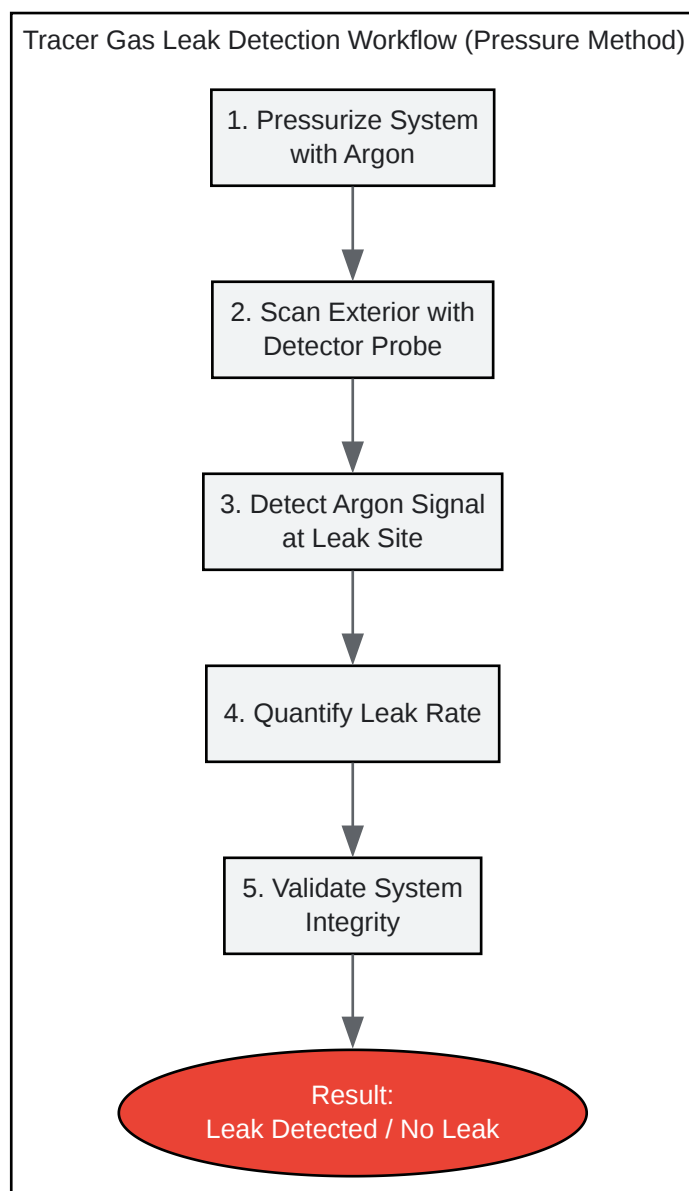 Tracer Gas Leak Detection Workflow (Pressure Method)
1. Pressurize System
with Argon
2. Scan Exterior with
Detector Probe
3. Detect Argon Signal
at Leak Site
4. Quantify Leak Rate
5. Validate System
Integrity
Result:
Leak Detected / No Leak